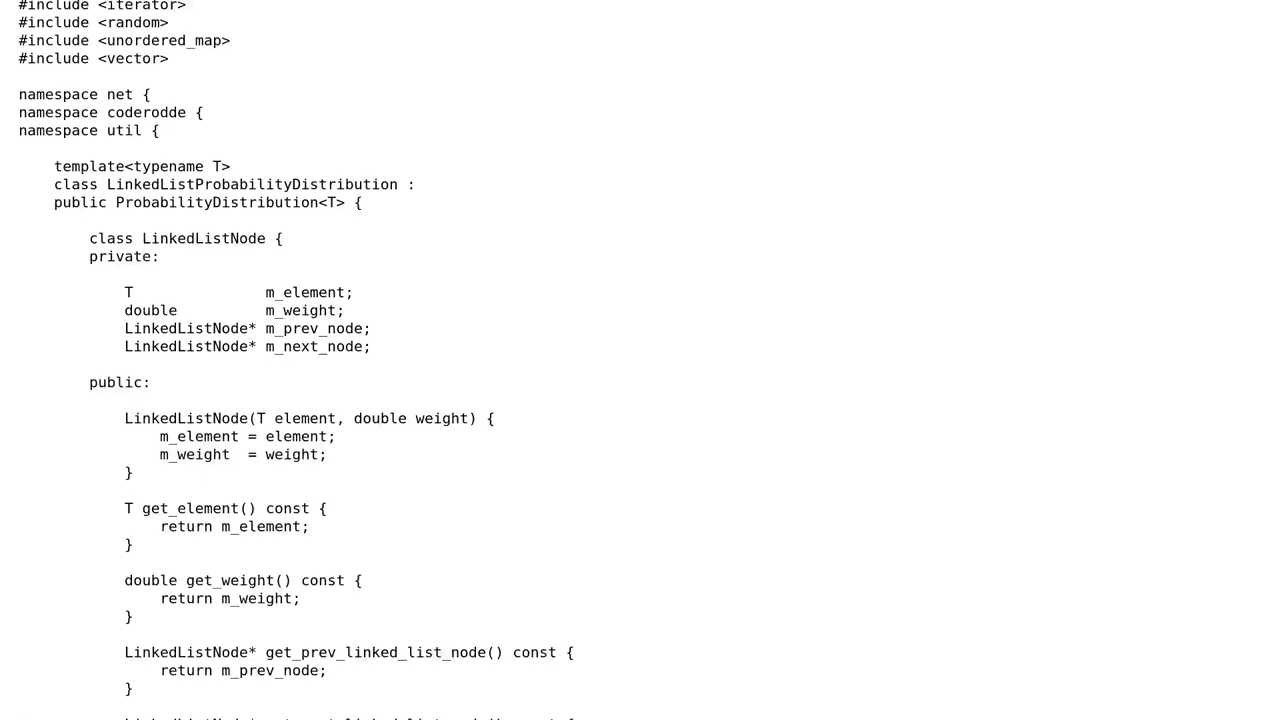 #include <iterator>
#include <random>
#include <unordered_map>
#include <vector>

namespace net {
namespace coderodde {
namespace util {

    template<typename T>
    class LinkedListProbabilityDistribution :
    public ProbabilityDistribution<T> {

        class LinkedListNode {
        private:

            T               m_element;
            double          m_weight;
            LinkedListNode* m_prev_node;
            LinkedListNode* m_next_node;

        public:

            LinkedListNode(T element, double weight) {
                m_element = element;
                m_weight  = weight;
            }

            T get_element() const {
                return m_element;
            }

            double get_weight() const {
                return m_weight;
            }

            LinkedListNode* get_prev_linked_list_node() const {
                return m_prev_node;
            }